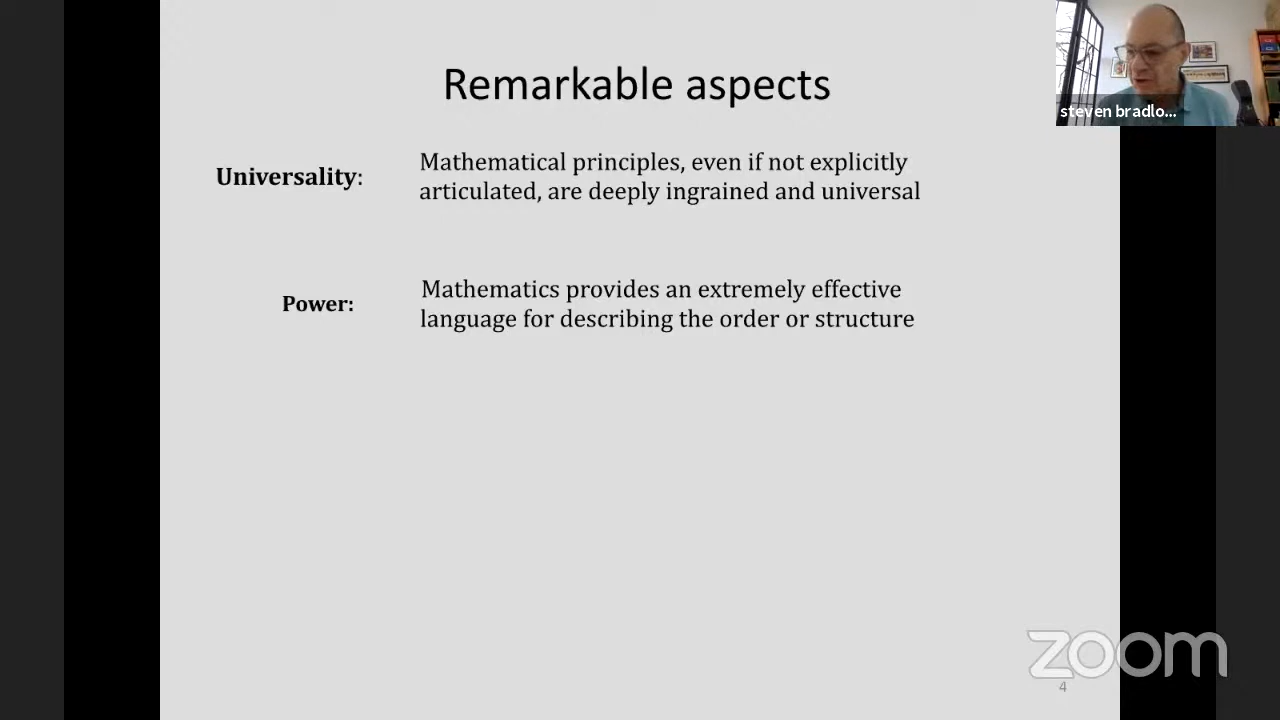 Remarkable aspects
steven bradlo...
Universality:
Mathematical principles, even if not explicitly
articulated, are deeply ingrained and universal
Power:
Mathematics provides an extremely effective
language for describing the order or structure
zoom
4